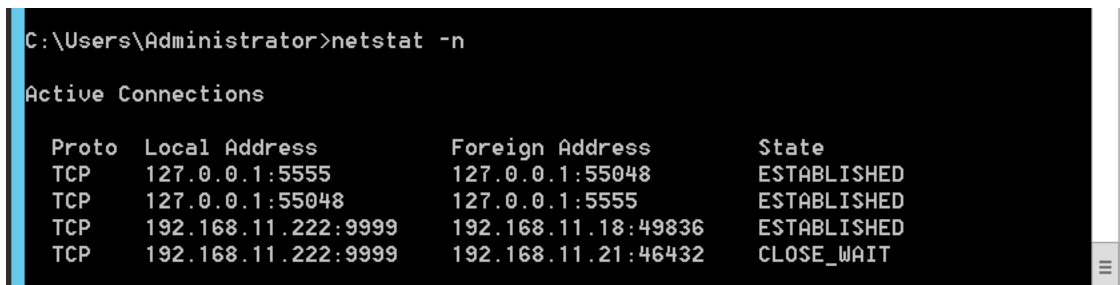 C:\Users\Administrator>netstat -n
Active Connections
Proto  Local Address          Foreign Address        State
TCP    127.0.0.1:5555         127.0.0.1:55048        ESTABLISHED
TCP    127.0.0.1:55048        127.0.0.1:5555         ESTABLISHED
TCP    192.168.11.222:9999    192.168.11.18:49836    ESTABLISHED
TCP    192.168.11.222:9999    192.168.11.21:46432    CLOSE_WAIT